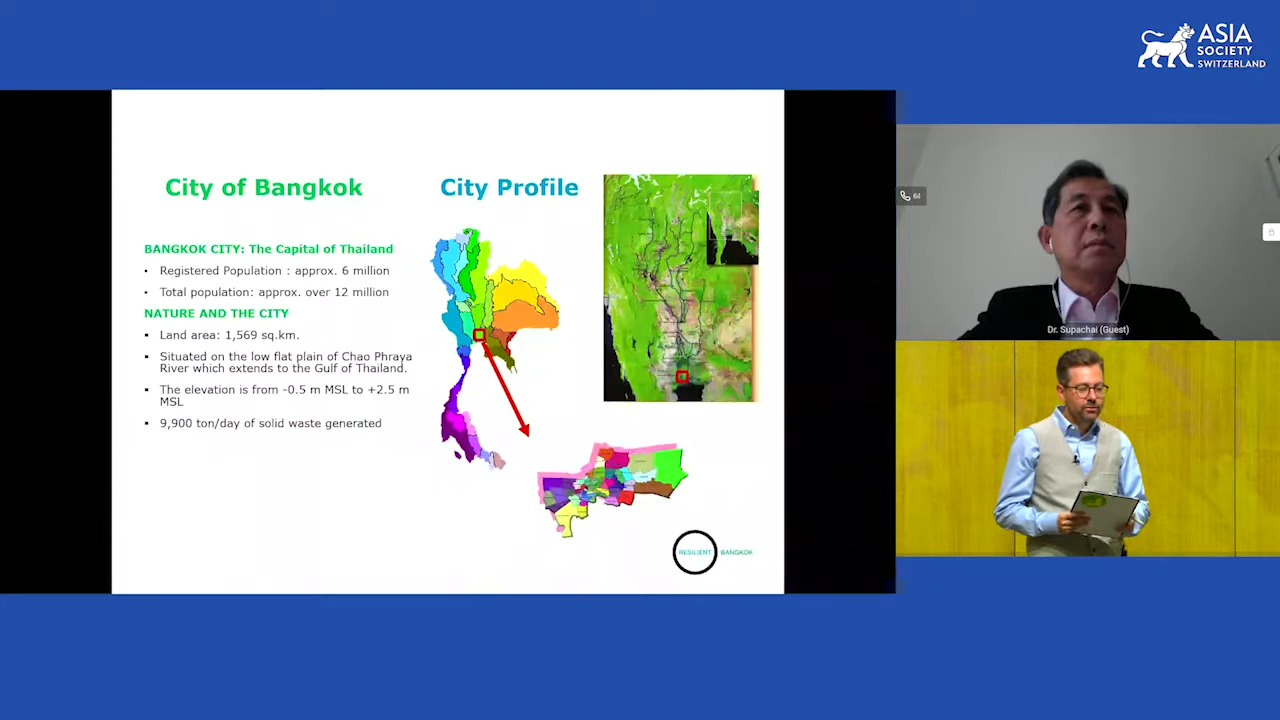 ASIA
SOCIETY
SWITZERLAND
City of Bangkok
City Profile
BANGKOK CITY: The Capital of Thailand
• Registered Population : approx. 6 million
• Total population: approx. over 12 million
NATURE AND THE CITY
▪ Land area: 1,569 sq.km.
▪ Situated on the low flat plain of Chao Phraya
River which extends to the Gulf of Thailand.
▪ The elevation is from -0.5 m MSL to +2.5 m
MSL
▪ 9,900 ton/day of solid waste generated
RESILIENT BANGKOK
64
Dr. Supachai (Guest)